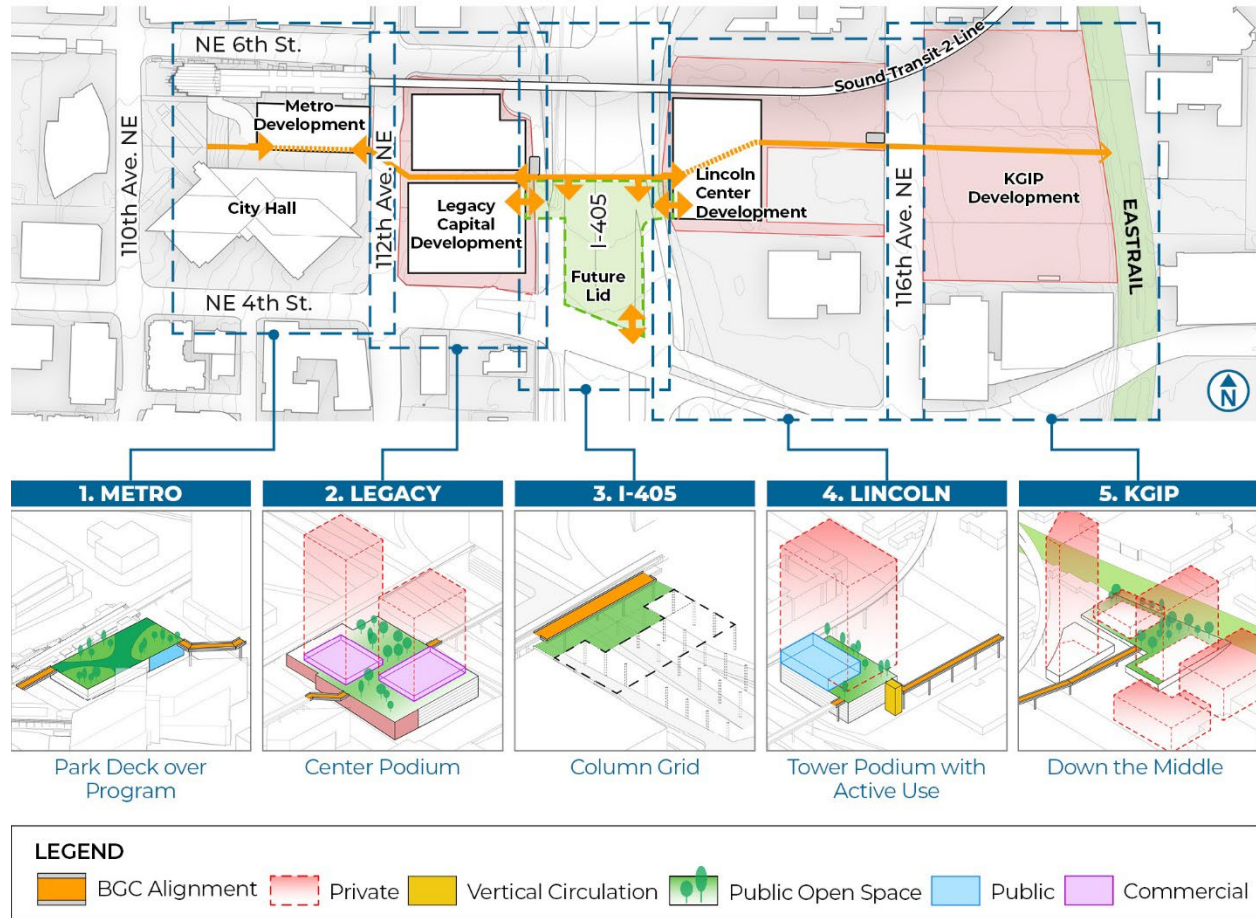 NE 6th St.
Sound Transit 2 Line
Metro
Development
110th Ave. NE
112th Ave. NE
City Hall
Legacy
Capital
Development
I-405
Future
Lid
Lincoln
Center
Development
116th Ave. NE
KGIP
Development
EASTRAIL
NE 4th St.
N
1. METRO
2. LEGACY
3. I-405
4. LINCOLN
5. KGIP
Park Deck over
Program
Center Podium
Column Grid
Tower Podium with
Active Use
Down the Middle
LEGEND
BGC Alignment
Private
Vertical Circulation
Public Open Space
Public
Commercial